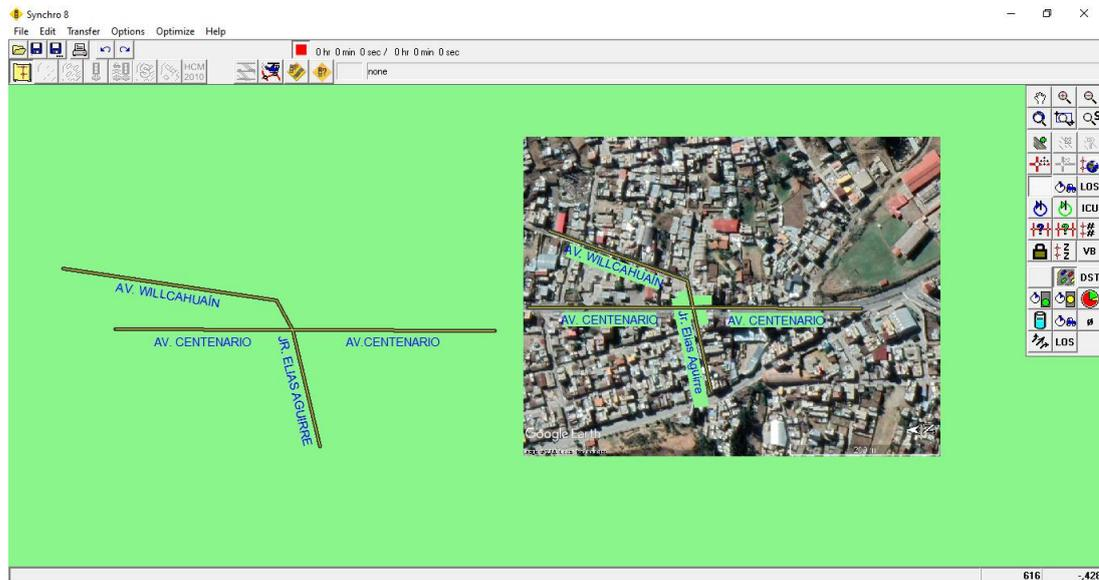 Synchro 8
File Edit Transfer Options Optimize Help
0 hr 0 min 0 sec / 0 hr 0 min 0 sec
HCM
2010
none
LOS
ICU
VB
DST
LOS
AV. WILLCAHUAÍN
AV. CENTENARIO
AV.CENTENARIO
JR. ELIAS AGUIRRE
AV. WILLCAHUAÍN
AV. CENTENARIO
AV. CENTENARIO
Jr. Elias Aguirre
Google Earth
616